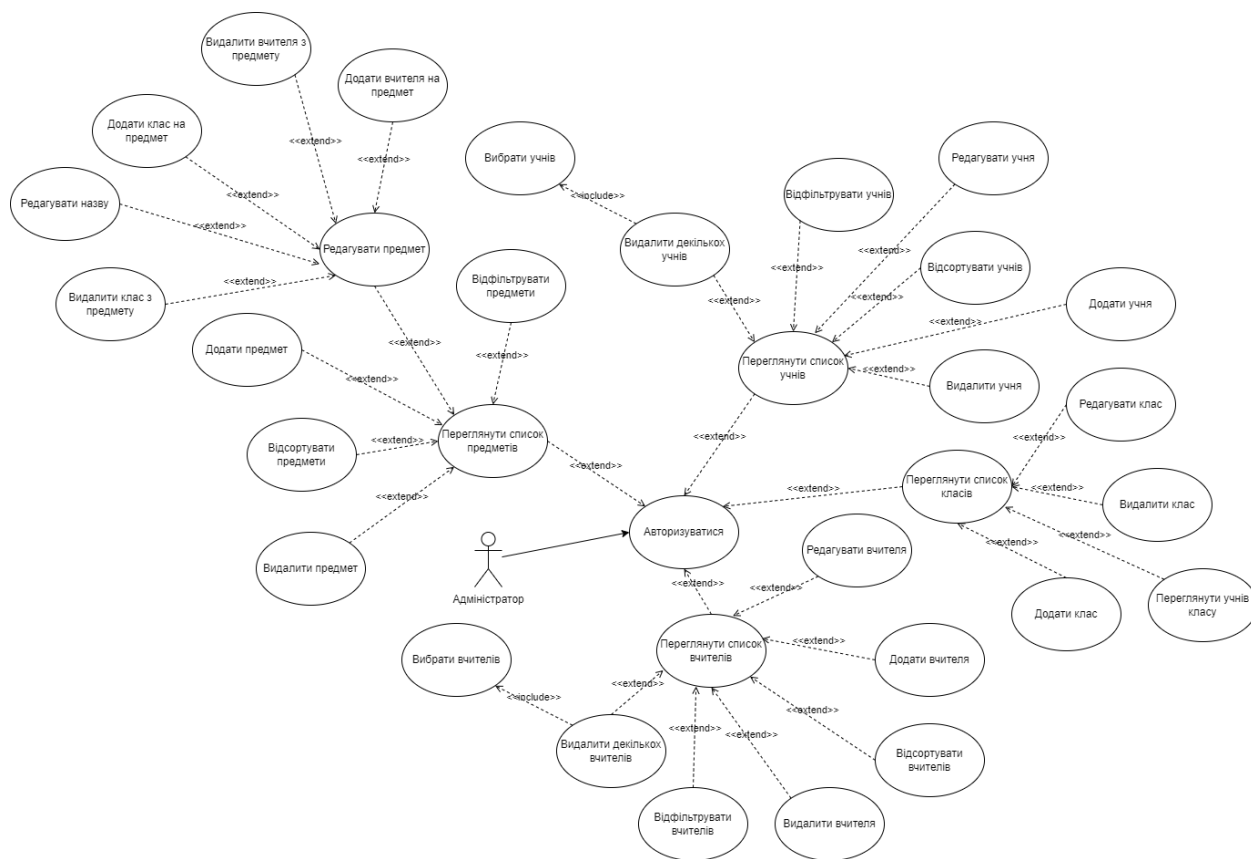 Видалити вчителя з
предмету
Додати вчителя на
предмет
<<extend>>
<<extend>>
Додати клас на
предмет
<<extend>>
Редагувати назву
<<extend>>
Редагувати предмет
Видалити клас з
предмету
<<extend>>
Відфільтрувати
предмети
<<extend>>
<<extend>>
Додати предмет
<<extend>>
Переглянути список
предметів
Відсортувати
предмети
<<extend>>
<<extend>>
Видалити предмет
<<extend>>
Вибрати учнів
<<include>>
Видалити декількох
учнів
<<extend>>
Відфільтрувати учнів
<<extend>>
Редагувати учня
<<extend>>
Відсортувати учнів
<<extend>>
Додати учня
<<extend>>
Переглянути список
учнів
<<extend>>
Видалити учня
<<extend>>
Редагувати клас
<<extend>>
Переглянути список
класів
<<extend>>
<<extend>>
Видалити клас
<<extend>>
Додати клас
<<extend>>
Переглянути учнів
класу
Авторизуватися
Адміністратор
<<extend>>
Редагувати вчителя
<<extend>>
Переглянути список
вчителів
<<extend>>
Додати вчителя
Вибрати вчителів
<<include>>
<<extend>>
Видалити декількох
вчителів
<<extend>>
<<extend>>
<<extend>>
Відсортувати
вчителів
Відфільтрувати
вчителів
Видалити вчителя